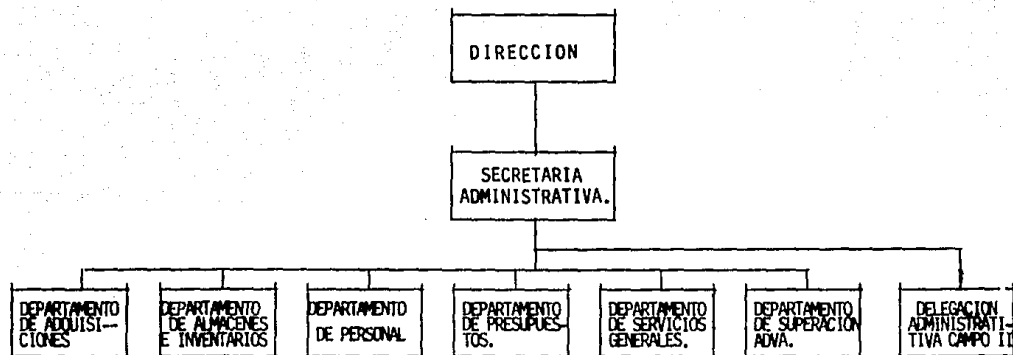 DIRECCION
SECRETARIA
ADMINISTRATIVA.
DEPARTAMENTO
DE ADQUISI--
CIONES
DEPARTAMENTO
DE ALMACENES
E INVENTARIOS
DEPARTAMENTO
DE PERSONAL
DEPARTAMENTO
DE PRESUPUES-
TOS.
DEPARTAMENTO
DE SERVICIOS
GENERALES.
DEPARTAMENTO
DE SUPERACION
ADVA.
DELEGACION
ADMINISTRATI-
TIVA CAMPO II